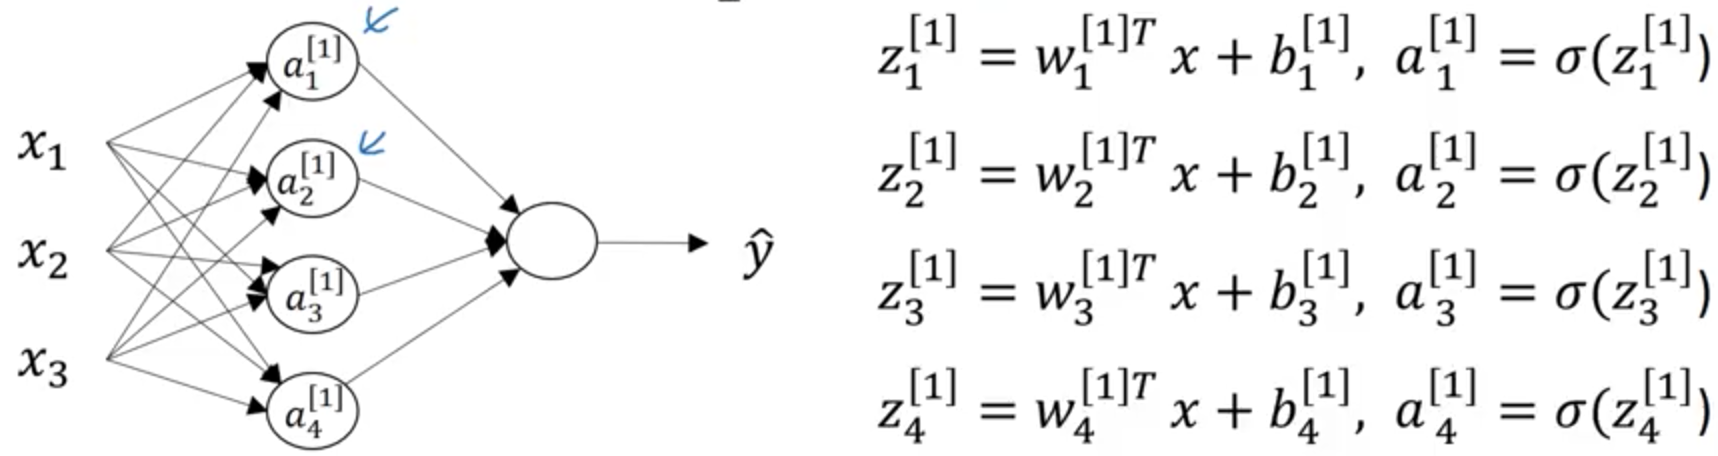 x₁
x₂
x₃
a₁^[1]
a₂^[1]
a₃^[1]
a₄^[1]
ŷ
z₁^[1] = w₁^[1]T x + b₁^[1], a₁^[1] = σ(z₁^[1])
z₂^[1] = w₂^[1]T x + b₂^[1], a₂^[1] = σ(z₂^[1])
z₃^[1] = w₃^[1]T x + b₃^[1], a₃^[1] = σ(z₃^[1])
z₄^[1] = w₄^[1]T x + b₄^[1], a₄^[1] = σ(z₄^[1])